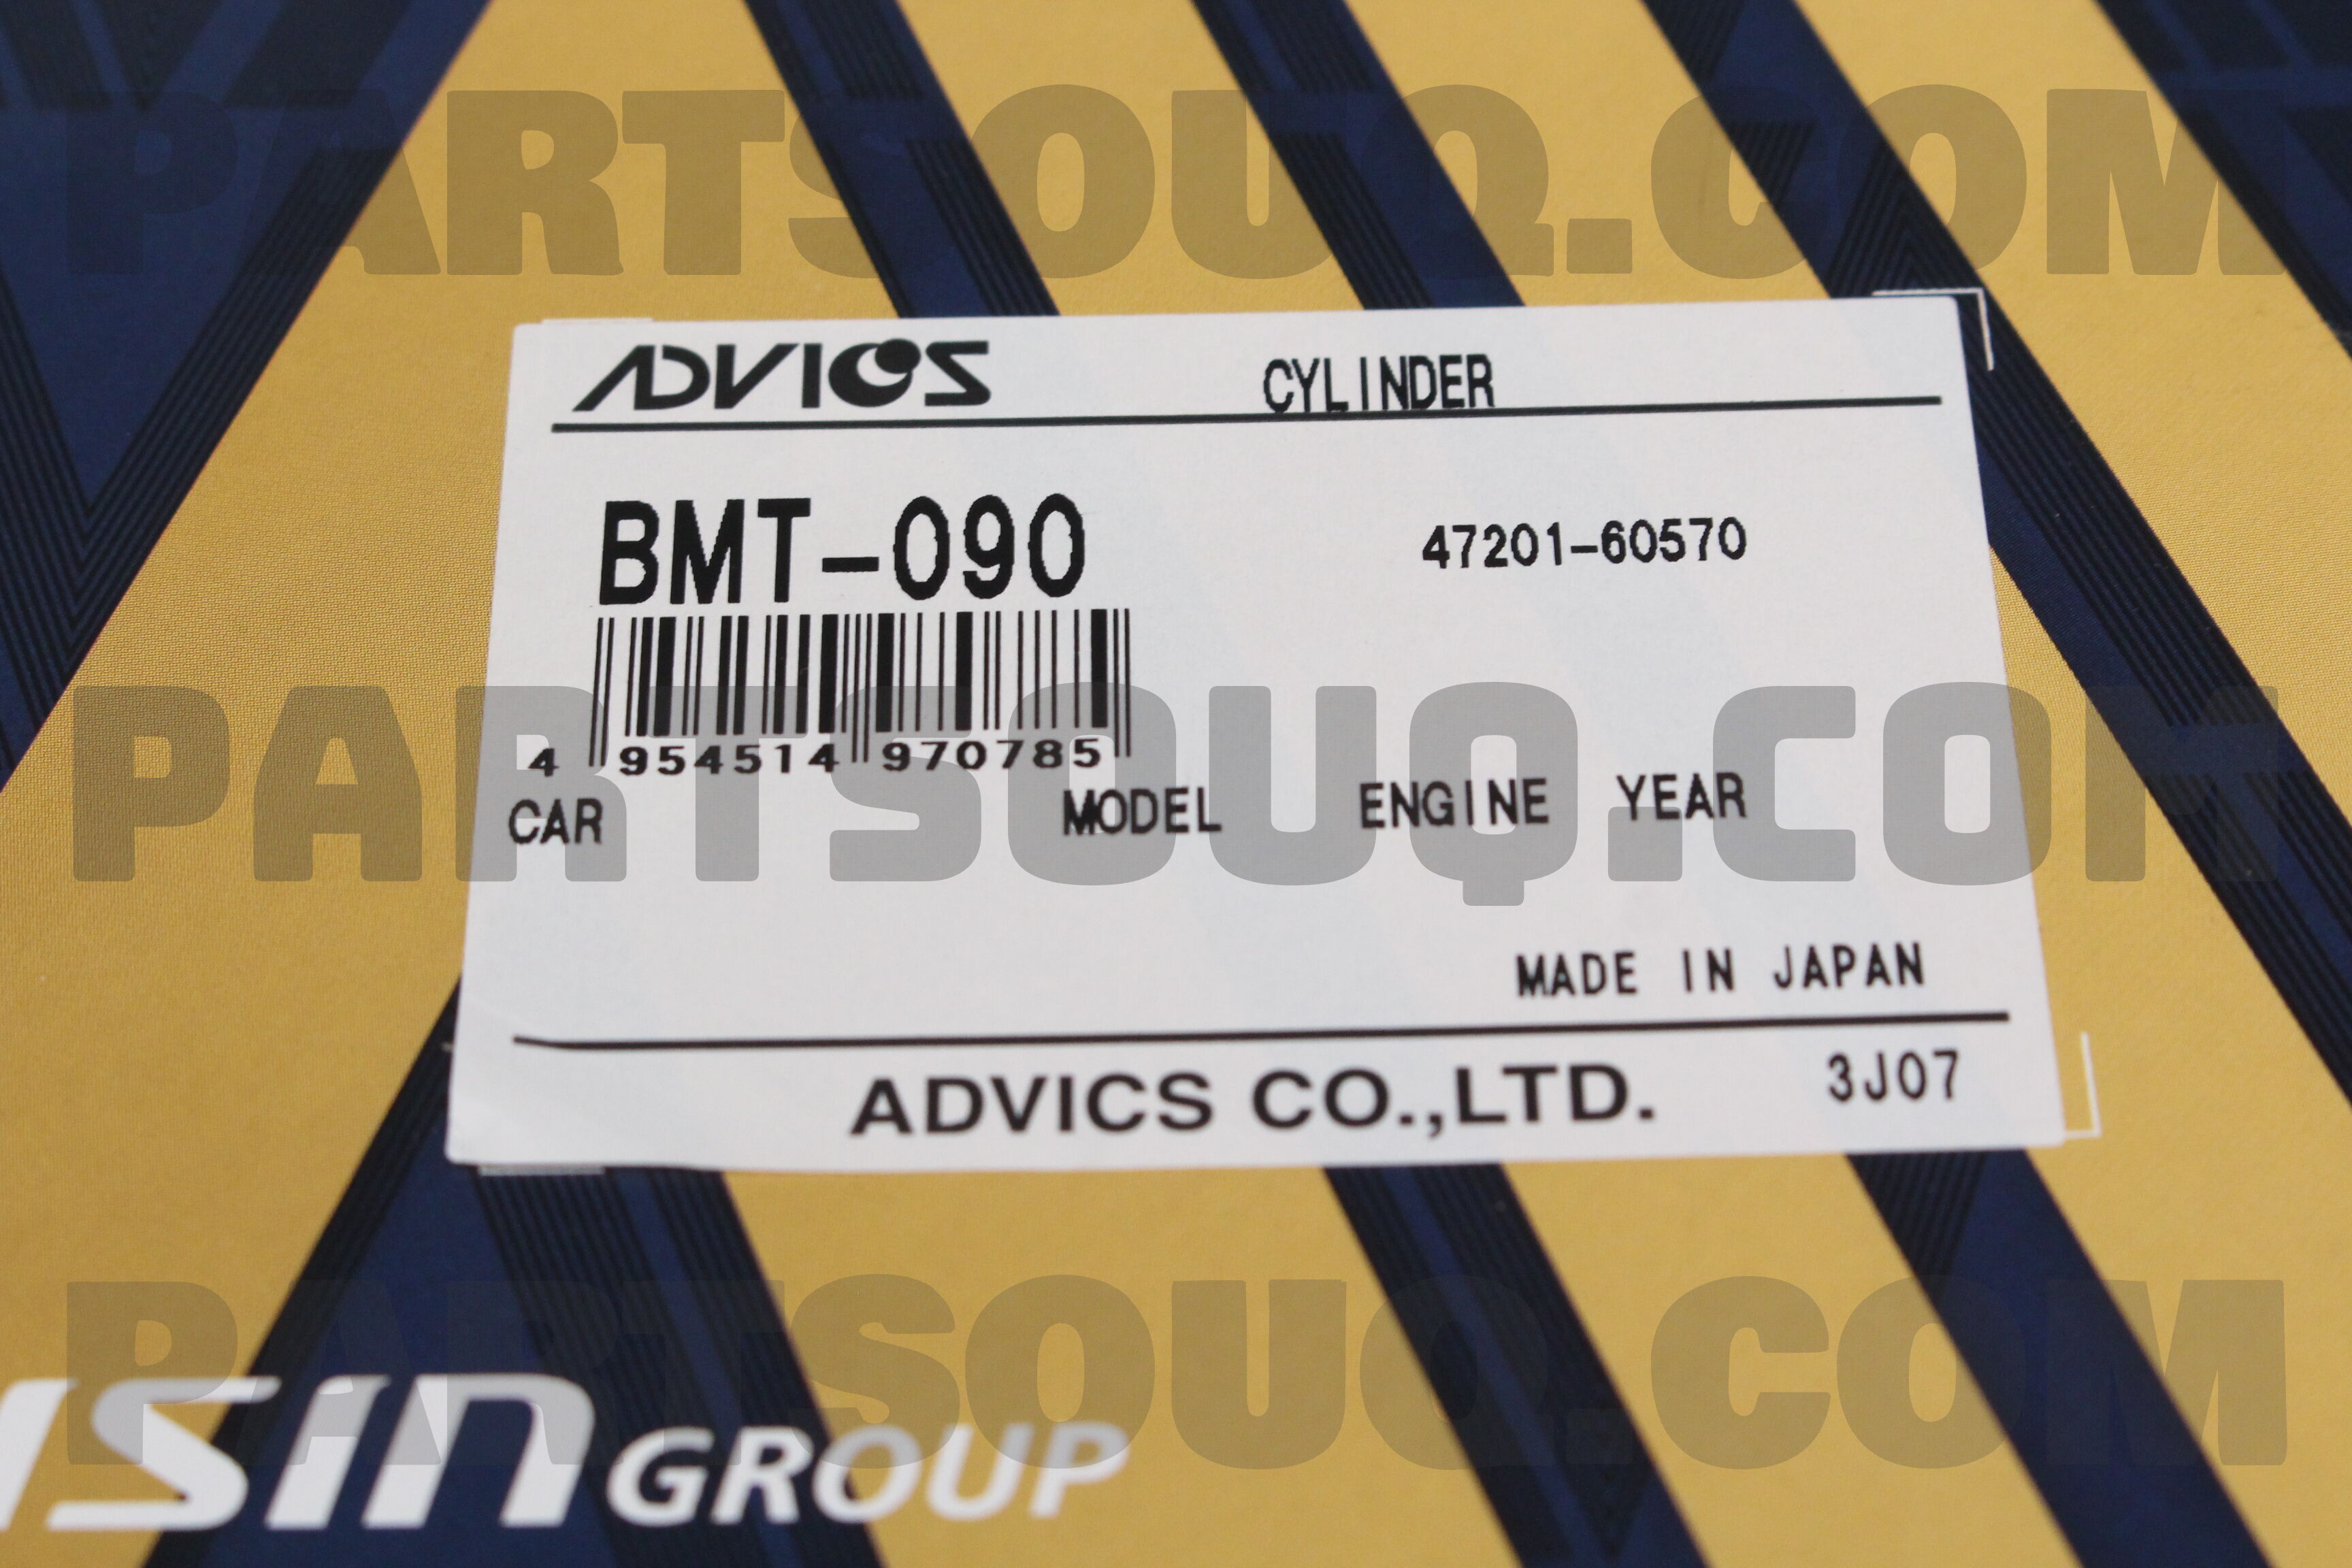 PARTSOUQ.COM
ADVICS CYLINDER
BMT-090 47201-60570
4 954514 970785
PARTSOUQ.COM
CAR MODEL ENGINE YEAR
MADE IN JAPAN
ADVICS CO.,LTD. 3J07
PARTSOUQ.COM
ISIN GROUP